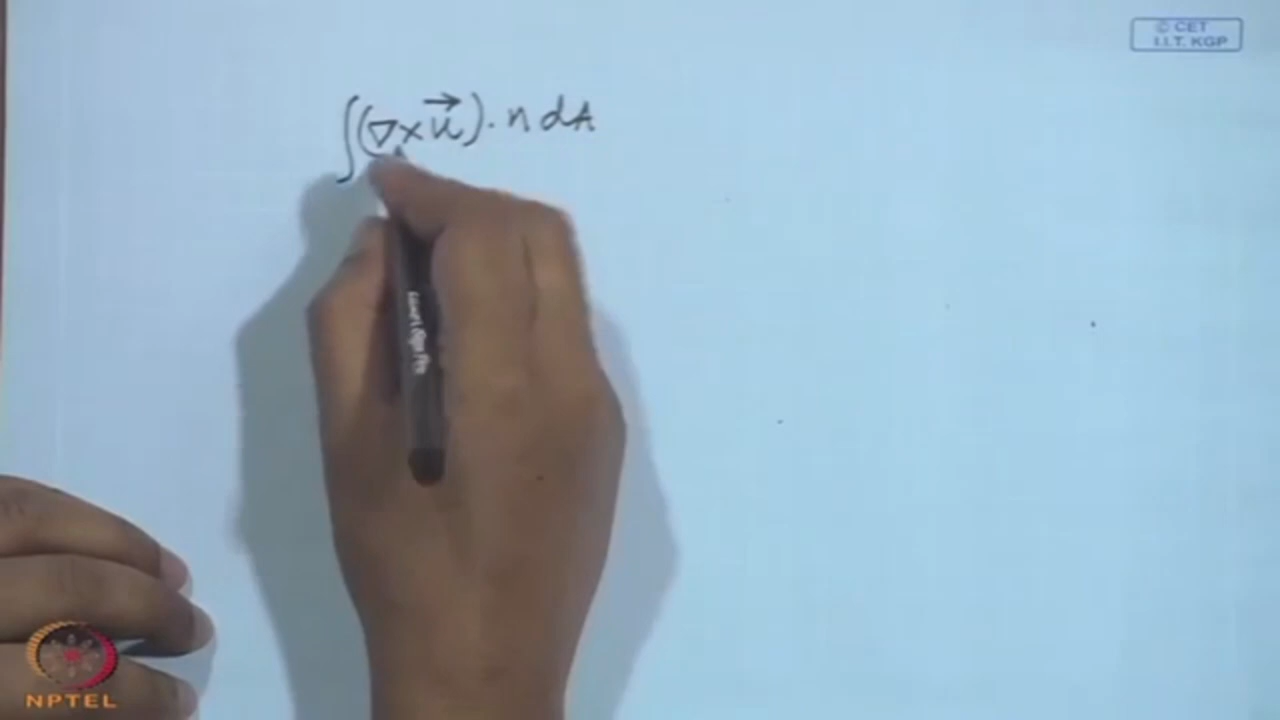 © CET
I.I.T. KGP
∫(∇×u⃗)·n dA
NPTEL